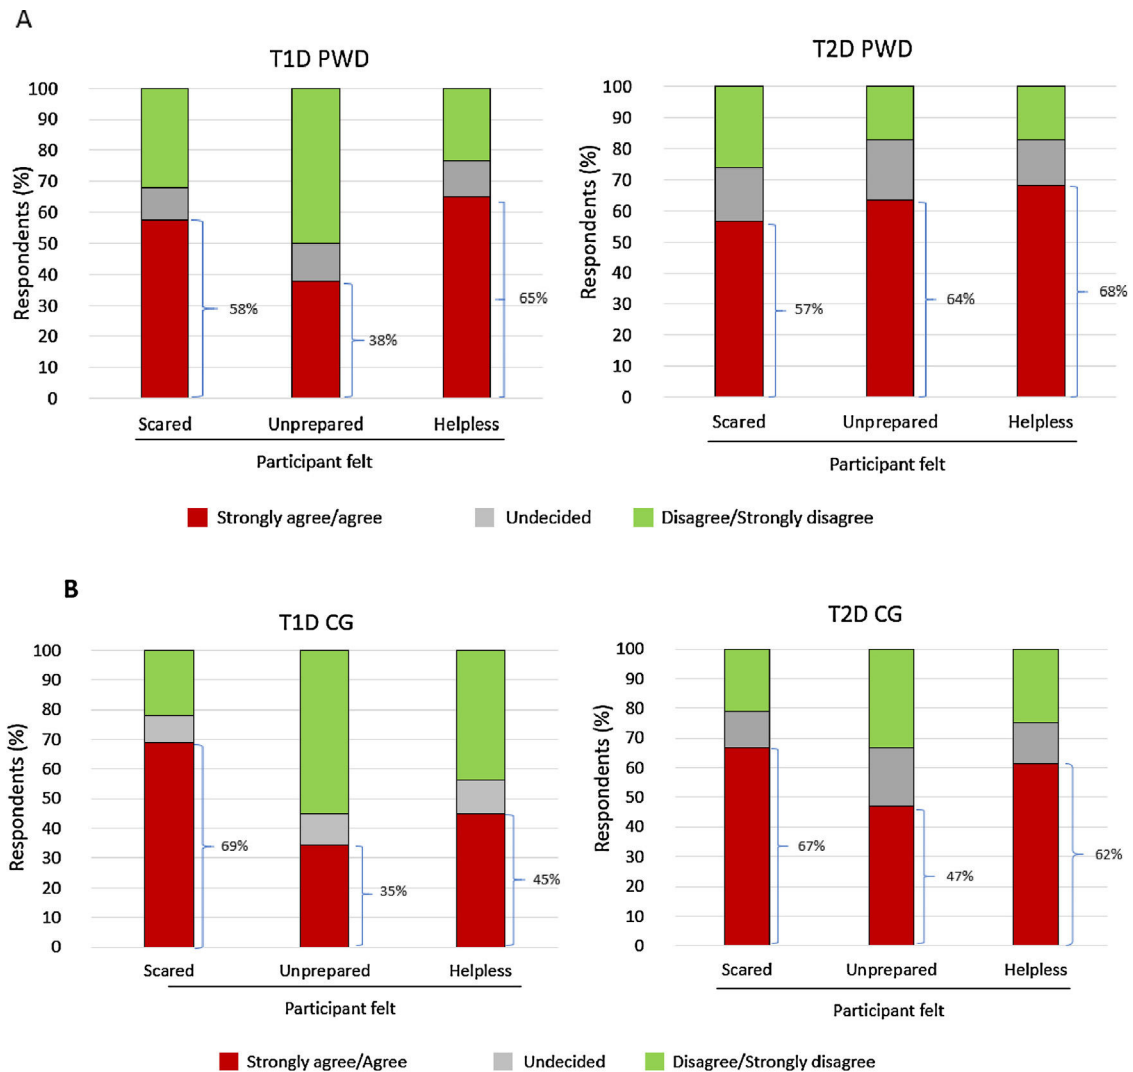 A
T1D PWD
Respondents (%)
100
90
80
70
60
50
40
30
20
10
0
58%
38%
65%
Scared Unprepared Helpless
Participant felt
T2D PWD
Respondents (%)
100
90
80
70
60
50
40
30
20
10
0
57%
64%
68%
Scared Unprepared Helpless
Participant felt
Strongly agree/agree Undecided Disagree/Strongly disagree
B
T1D CG
Respondents (%)
100
90
80
70
60
50
40
30
20
10
0
69%
35%
45%
Scared Unprepared Helpless
Participant felt
T2D CG
Respondents (%)
100
90
80
70
60
50
40
30
20
10
0
67%
47%
62%
Scared Unprepared Helpless
Participant felt
Strongly agree/Agree Undecided Disagree/Strongly disagree